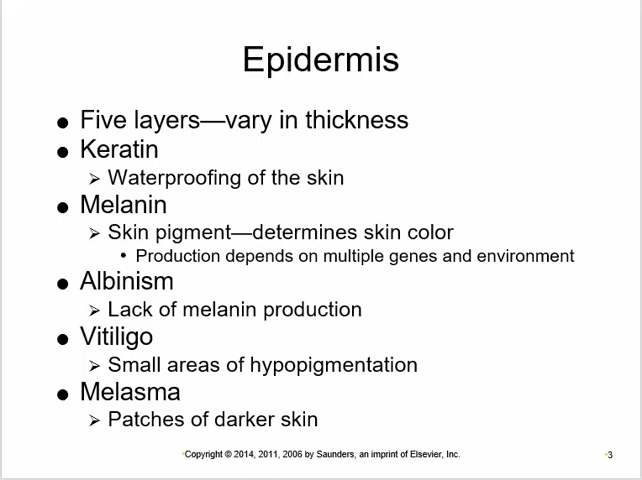 Epidermis
● Five layers—vary in thickness
● Keratin
➢ Waterproofing of the skin
● Melanin
➢ Skin pigment—determines skin color
• Production depends on multiple genes and environment
● Albinism
➢ Lack of melanin production
● Vitiligo
➢ Small areas of hypopigmentation
● Melasma
➢ Patches of darker skin
•Copyright © 2014, 2011, 2006 by Saunders, an imprint of Elsevier, Inc.
•3